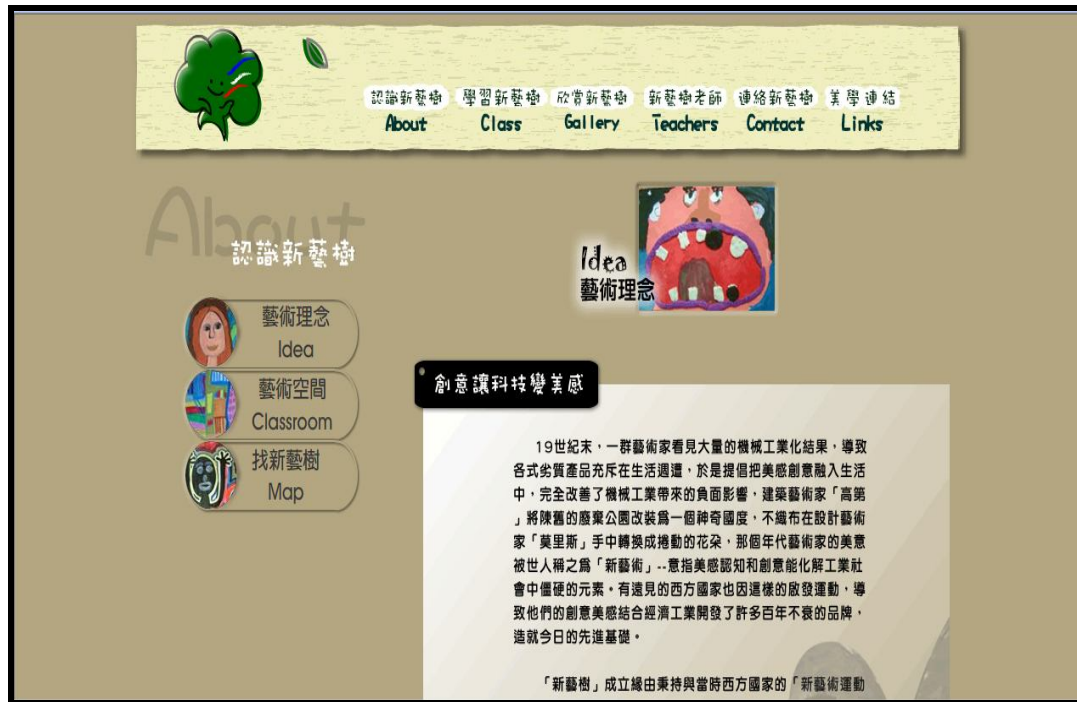 認識新藝樹 學習新藝樹 欣賞新藝樹 新藝樹老師 連絡新藝樹 美學連結
About Class Gallery Teachers Contact Links
About
認識新藝樹
Idea
藝術理念
藝術理念
Idea
藝術空間
Classroom
找新藝樹
Map
創意讓科技變美感
19世紀末，一群藝術家看見大量的機械工業化結果，導致
各式劣質產品充斥在生活週遭，於是提倡把美感創意融入生活
中，完全改善了機械工業帶來的負面影響，建築藝術家「高第
」將陳舊的廢棄公園改裝爲一個神奇國度，不織布在設計藝術
家「莫里斯」手中轉換成捲動的花朵，那個年代藝術家的美意
被世人稱之爲「新藝術」--意指美感認知和創意能化解工業社
會中僵硬的元素。有遠見的西方國家也因這樣的啟發運動，導
致他們的創意美感結合經濟工業開發了許多百年不衰的品牌，
造就今日的先進基礎。
「新藝樹」成立緣由秉持與當時西方國家的「新藝術運動